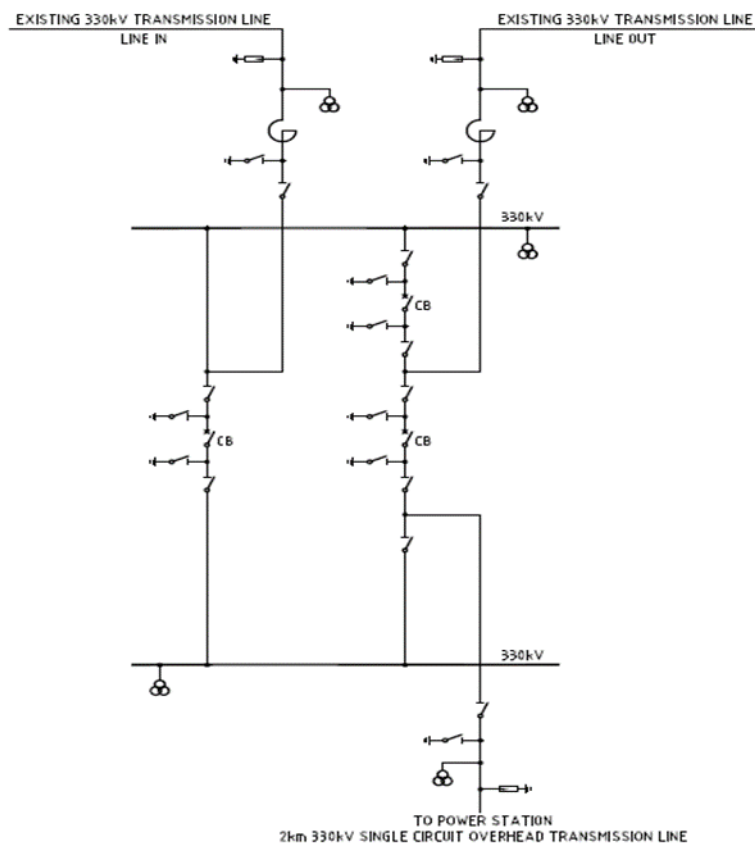 EXISTING 330kV TRANSMISSION LINE
LINE IN
EXISTING 330kV TRANSMISSION LINE
LINE OUT
330kV
CB
CB
CB
330kV
TO POWER STATION
2km 330kV SINGLE CIRCUIT OVERHEAD TRANSMISSION LINE